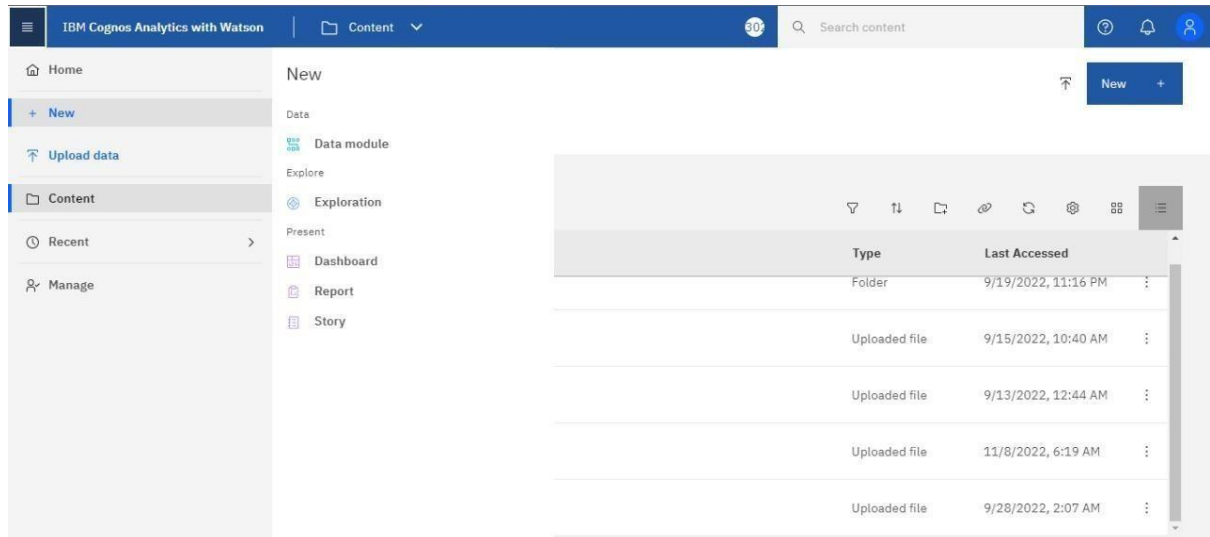 IBM Cognos Analytics with Watson
Content
302
Search content
Home
New
Upload data
Content
Recent
Manage
New
Data
Data module
Explore
Exploration
Present
Dashboard
Report
Story
New +
Type Last Accessed
Folder 9/19/2022, 11:16 PM
Uploaded file 9/15/2022, 10:40 AM
Uploaded file 9/13/2022, 12:44 AM
Uploaded file 11/8/2022, 6:19 AM
Uploaded file 9/28/2022, 2:07 AM